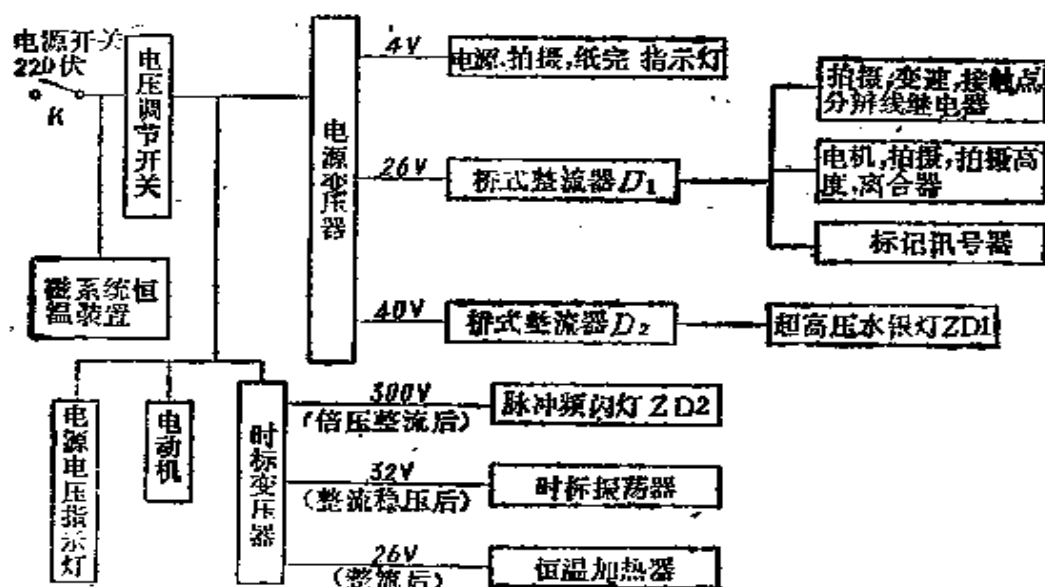 电源开关
220伏
K
电压调节开关
磁系统恒
温装置
电源变压器
4V
电源、拍摄,纸完 指示灯
26V
桥式整流器D1
拍摄,变速,接触点
分辨线继电器
电机,拍摄,拍摄高
度,离合器
标记讯号器
40V
桥式整流器D2
超高压水银灯ZD1
电源电压指示灯
电动机
时标变压器
300V
(倍压整流后)
脉冲频闪灯ZD2
32V
(整流稳压后)
时标振荡器
26V
(整流后)
恒温加热器